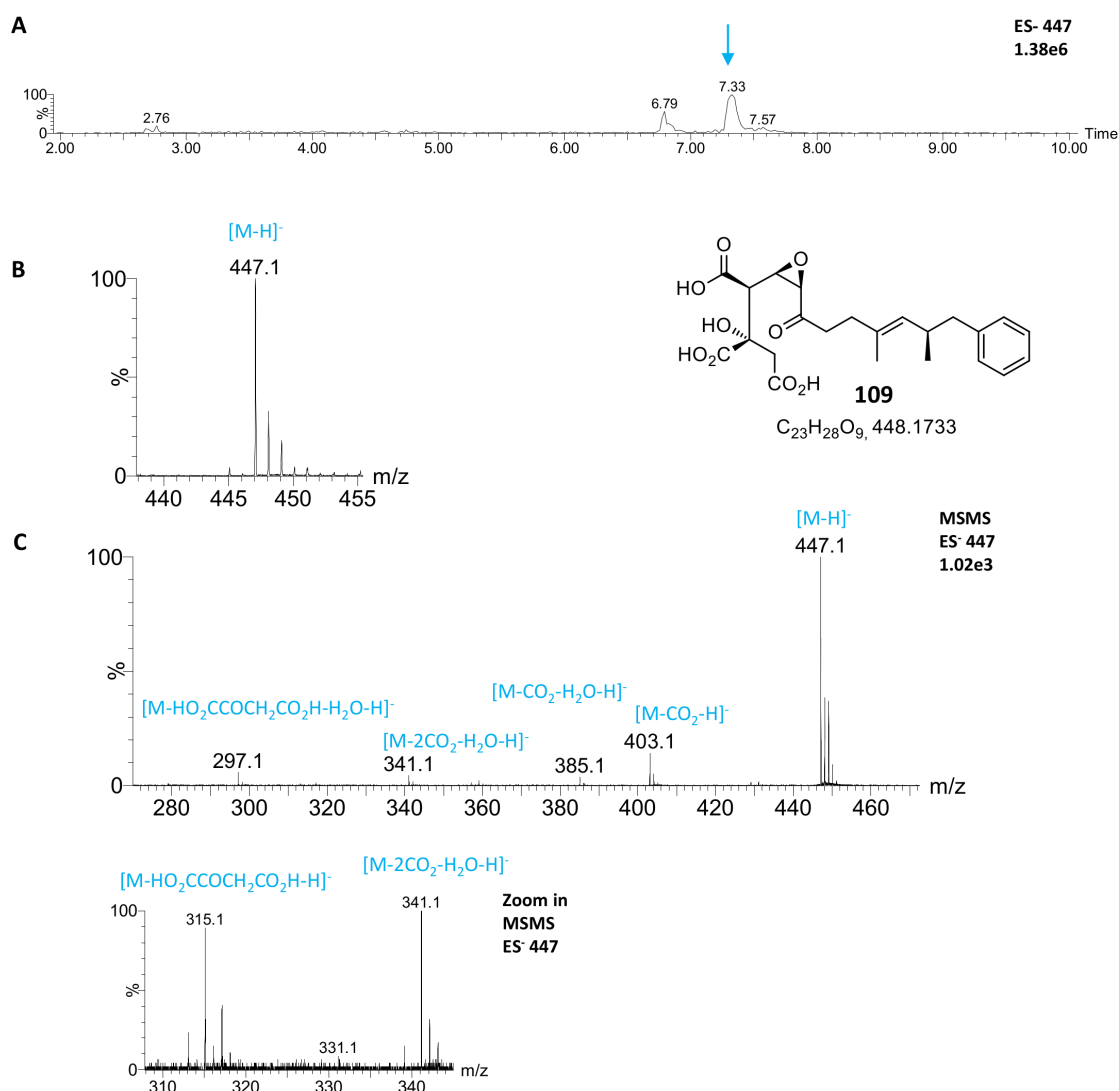 A
ES- 447
1.38e6
100
%
0
2.76
6.79
7.33
7.57
2.00 3.00 4.00 5.00 6.00 7.00 8.00 9.00 10.00 Time
B
[M-H]⁻
447.1
100
%
0
440 445 450 455 m/z
O
HO
O
O
HO
HO₂C
CO₂H
109
C₂₃H₂₈O₉, 448.1733
C
[M-H]⁻
447.1
MSMS
ES⁻ 447
1.02e3
100
%
0
[M-HO₂CCOCH₂CO₂H-H₂O-H]⁻
297.1
[M-2CO₂-H₂O-H]⁻
341.1
[M-CO₂-H₂O-H]⁻
385.1
[M-CO₂-H]⁻
403.1
280 300 320 340 360 380 400 420 440 460 m/z
[M-HO₂CCOCH₂CO₂H-H]⁻
[M-2CO₂-H₂O-H]⁻
315.1
341.1
331.1
Zoom in
MSMS
ES⁻ 447
100
%
0
310 320 330 340 m/z